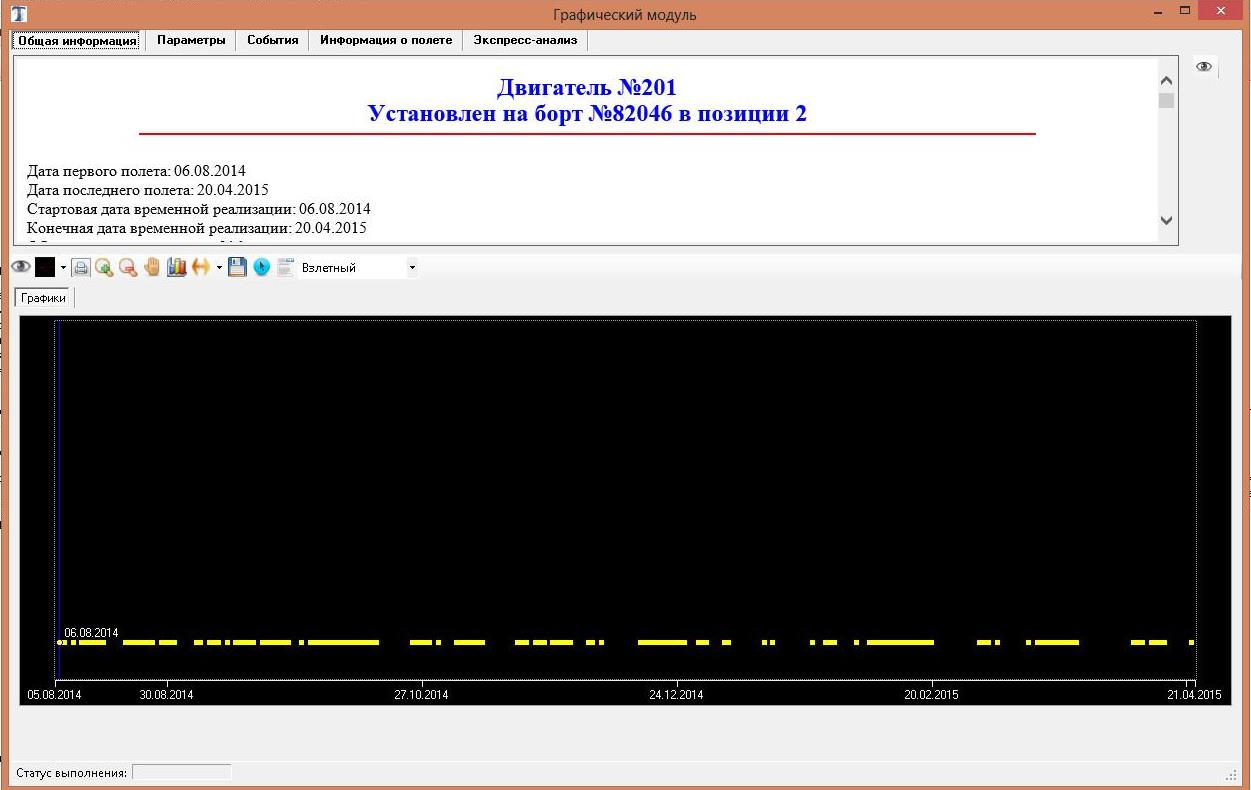 Графический модуль
Общая информация Параметры События Информация о полете Экспресс-анализ
Двигатель №201
Установлен на борт №82046 в позиции 2
Дата первого полета: 06.08.2014
Дата последнего полета: 20.04.2015
Стартовая дата временной реализации: 06.08.2014
Конечная дата временной реализации: 20.04.2015
Взлетный
Графики
06.08.2014
05.08.2014 30.08.2014 27.10.2014 24.12.2014 20.02.2015 21.04.2015
Статус выполнения: